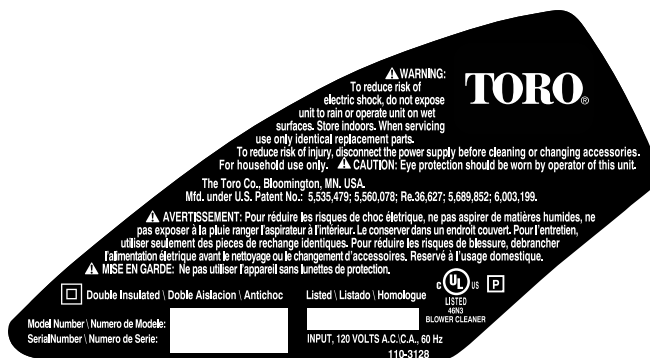 ⚠ WARNING:
TORO®
To reduce risk of
electric shock, do not expose
unit to rain or operate unit on wet
surfaces. Store indoors. When servicing
use only identical replacement parts.
To reduce risk of injury, disconnect the power supply before cleaning or changing accessories.
For household use only. ⚠ CAUTION: Eye protection should be worn by operator of this unit.
The Toro Co., Bloomington, MN. USA.
Mfd. under U.S. Patent No.: 5,535,479; 5,560,078; Re.36,627; 5,689,852; 6,003,199.
⚠ AVERTISSEMENT: Pour réduire les risques de choc életrique, ne pas aspirer de matières humides, ne
pas exposer à la pluie ranger l'aspirateur à l'intérieur. Le conserver dans un endroit couvert. Pour l'entretien,
utiliser seulement des pieces de rechange identiques. Pour réduire les risques de blessure, debrancher
l'alimentation életrique avant le nettoyage ou le changement d'accessoires. Reservé à l'usage domestique.
⚠ MISE EN GARDE: Ne pas utiliser l'appareil sans lunettes de protection.
Double Insulated \ Doble Aislacion \ Antichoc
Listed \ Listado \ Homologue
c UL US P
LISTED
46N3
BLOWER CLEANER
Model Number \ Numero de Modele:
SerialNumber \ Numero de Serie:
INPUT, 120 VOLTS A.C.\C.A., 60 Hz
110-3128